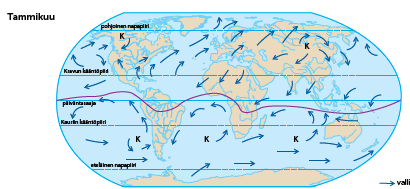 Tammikuu
pohjoinen napapiiri
K
K
Kravun kääntöpiiri
päiväntasaaja
Kauriin kääntöpiiri
K
K
K
eteläinen napapiiri
valli